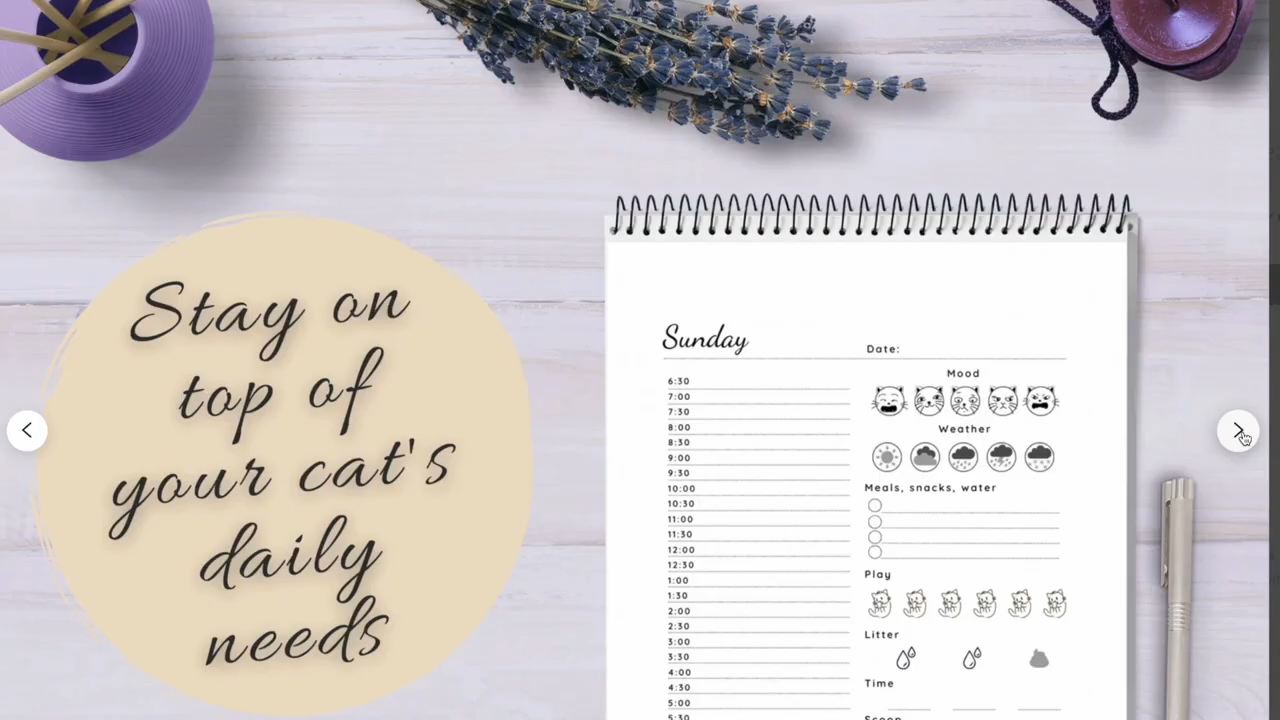 Stay on
top of
your cat's
daily
needs
Sunday
Date:
6:30
7:00
7:30
8:00
8:30
9:00
9:30
10:00
10:30
11:00
11:30
12:00
12:30
1:00
1:30
2:00
2:30
3:00
3:30
4:00
4:30
5:00
5:30
Mood
Weather
Meals, snacks, water
Play
Litter
Time
Scoop